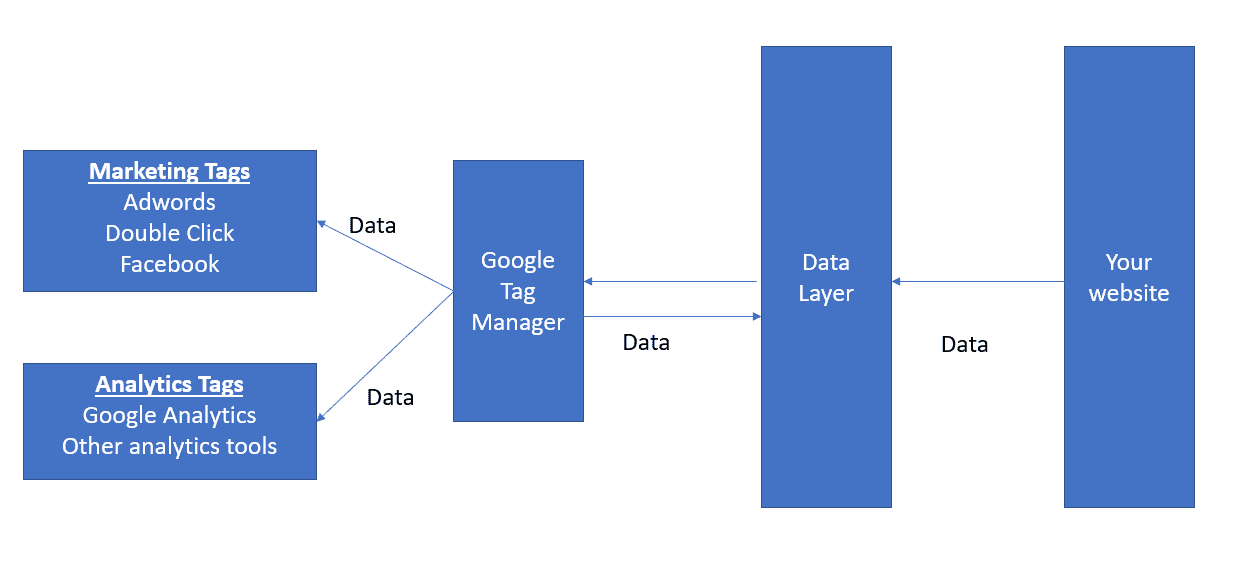 Marketing Tags
Adwords
Double Click
Facebook
Data
Analytics Tags
Google Analytics
Other analytics tools
Data
Google
Tag
Manager
Data
Data
Layer
Data
Your
website